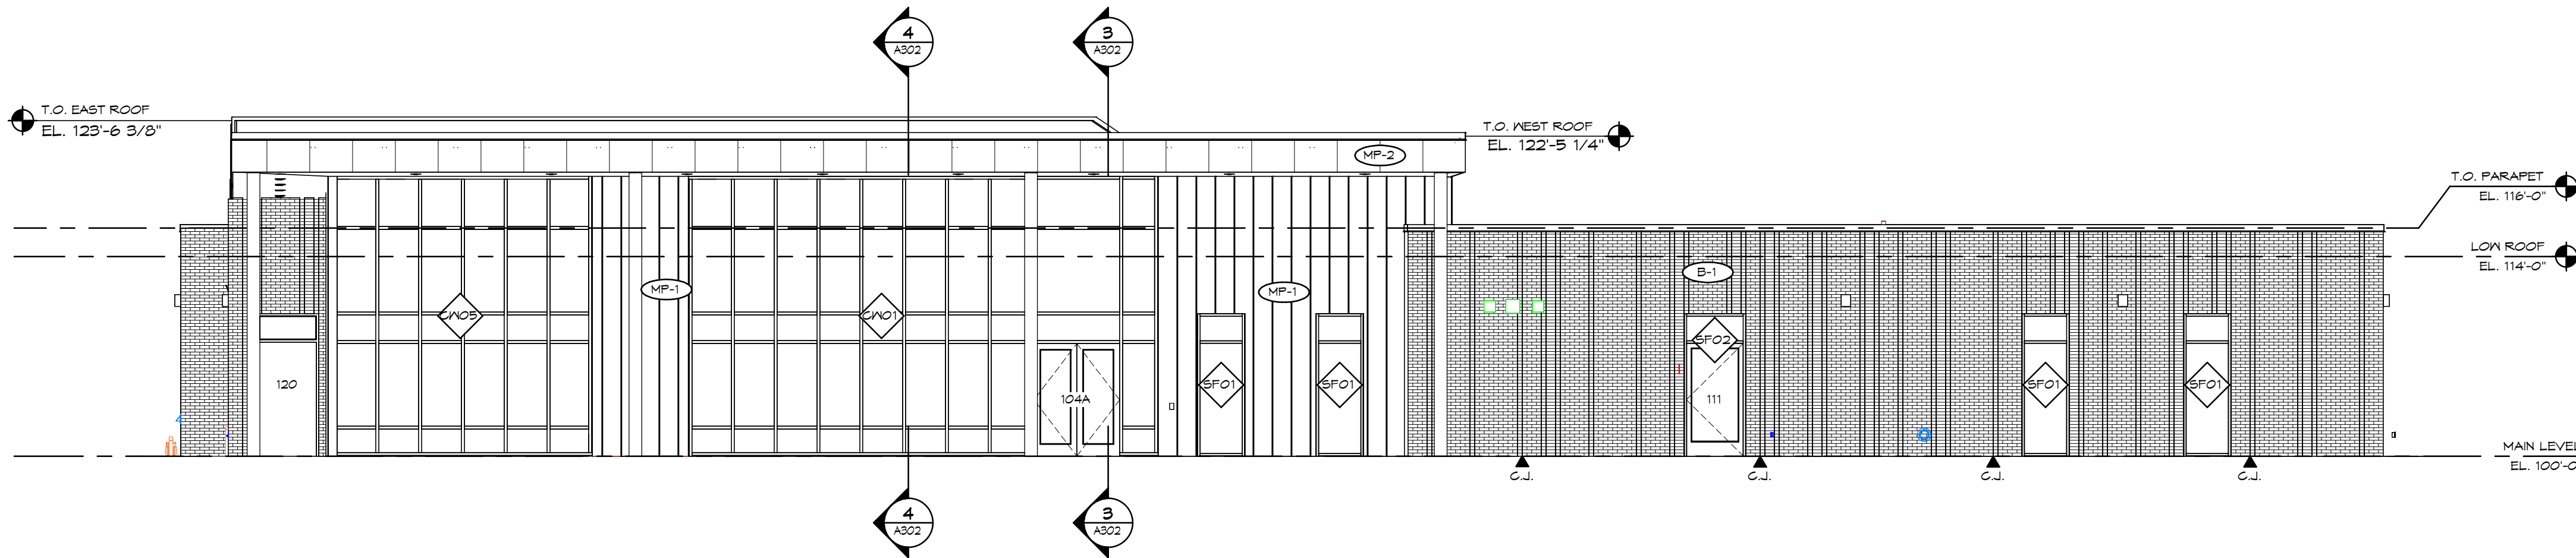 4
A302
3
A302
T.O. EAST ROOF
EL. 123'-6 3/8"
T.O. WEST ROOF
EL. 122'-5 1/4"
MP-2
T.O. PARAPET
EL. 116'-0"
LOW ROOF
EL. 114'-0"
B-1
MP-1
MP-1
CW05
CW01
SF02
120
104A
SF01
SF01
111
SF01
SF01
MAIN LEVEL
EL. 100'-0
C.J.
C.J.
C.J.
C.J.
4
A302
3
A302